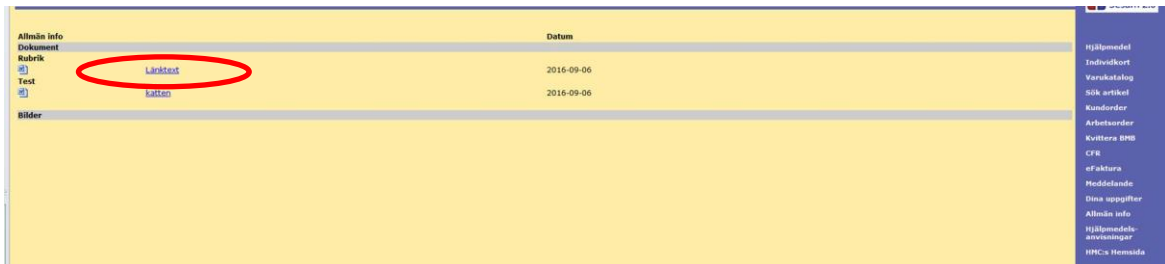 Allmän info Datum
Dokument
Rubrik
Länktext 2016-09-06
Test
katten 2016-09-06
Bilder
Hjälpmedel
Individkort
Varukatalog
Sök artikel
Kundorder
Arbetsorder
Kvittera BMB
CFR
eFaktura
Meddelande
Dina uppgifter
Allmän info
Hjälpmedels-
anvisningar
HMC:s Hemsida